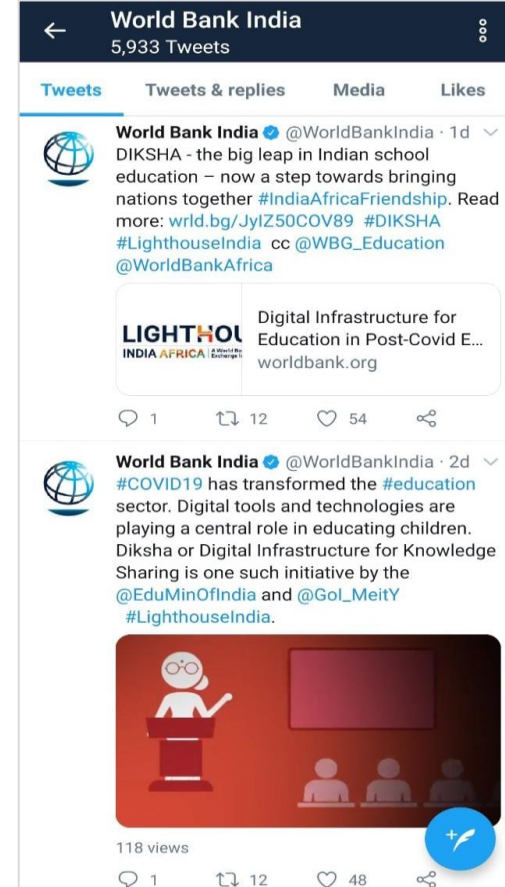 World Bank India
5,933 Tweets
Tweets Tweets & replies Media Likes
World Bank India @WorldBankIndia · 1d
DIKSHA - the big leap in Indian school
education – now a step towards bringing
nations together #IndiaAfricaFriendship. Read
more: wrld.bg/JyIZ50COV89 #DIKSHA
#LighthouseIndia cc @WBG_Education
@WorldBankAfrica
LIGHTHOU
INDIA AFRICA
Digital Infrastructure for
Education in Post-Covid E...
worldbank.org
1 12 54
World Bank India @WorldBankIndia · 2d
#COVID19 has transformed the #education
sector. Digital tools and technologies are
playing a central role in educating children.
Diksha or Digital Infrastructure for Knowledge
Sharing is one such initiative by the
@EduMinOfIndia and @GoI_MeitY
#LighthouseIndia.
118 views
1 12 48